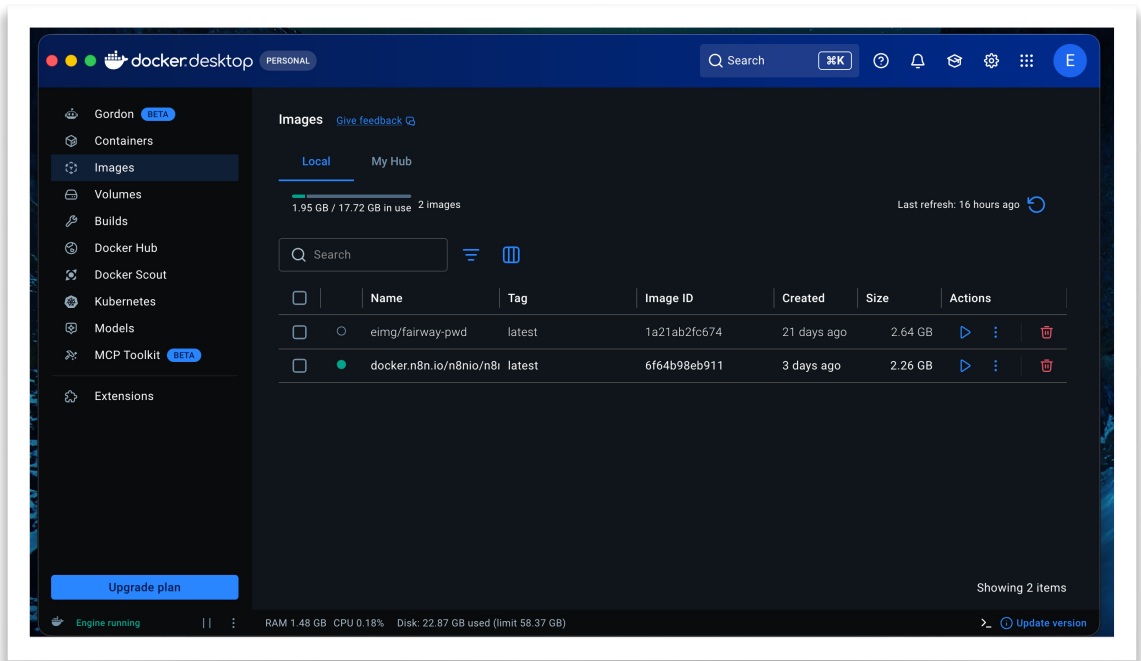 docker.desktop PERSONAL Search ⌘K E
Gordon BETA
Containers
Images
Volumes
Builds
Docker Hub
Docker Scout
Kubernetes
Models
MCP Toolkit BETA
Extensions
Upgrade plan
Images Give feedback
Local My Hub
1.95 GB / 17.72 GB in use 2 images Last refresh: 16 hours ago
Search
Name Tag Image ID Created Size Actions
eimg/fairway-pwd latest 1a21ab2fc674 21 days ago 2.64 GB
docker.n8n.io/n8nio/n8 latest 6f64b98eb911 3 days ago 2.26 GB
Showing 2 items
Engine running RAM 1.48 GB CPU 0.18% Disk: 22.87 GB used (limit 58.37 GB) >_ Update version